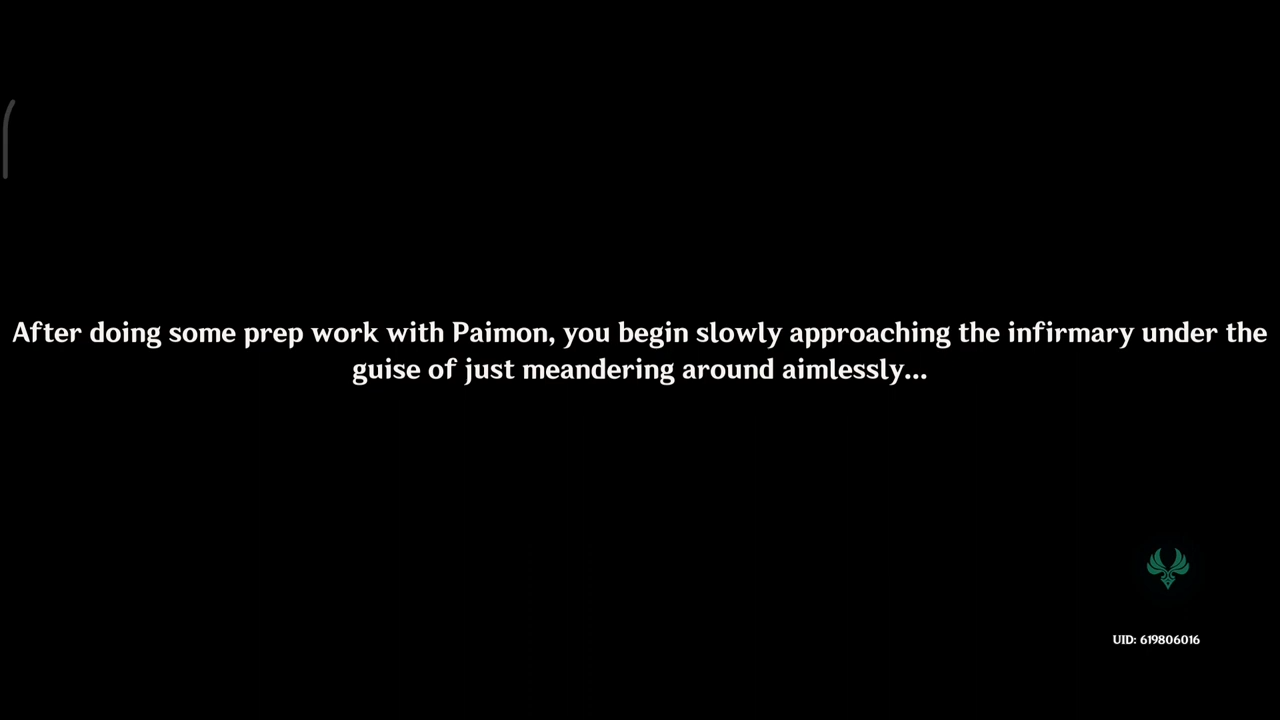 After doing some prep work with Paimon, you begin slowly approaching the infirmary under the
guise of just meandering around aimlessly...
UID: 619806016